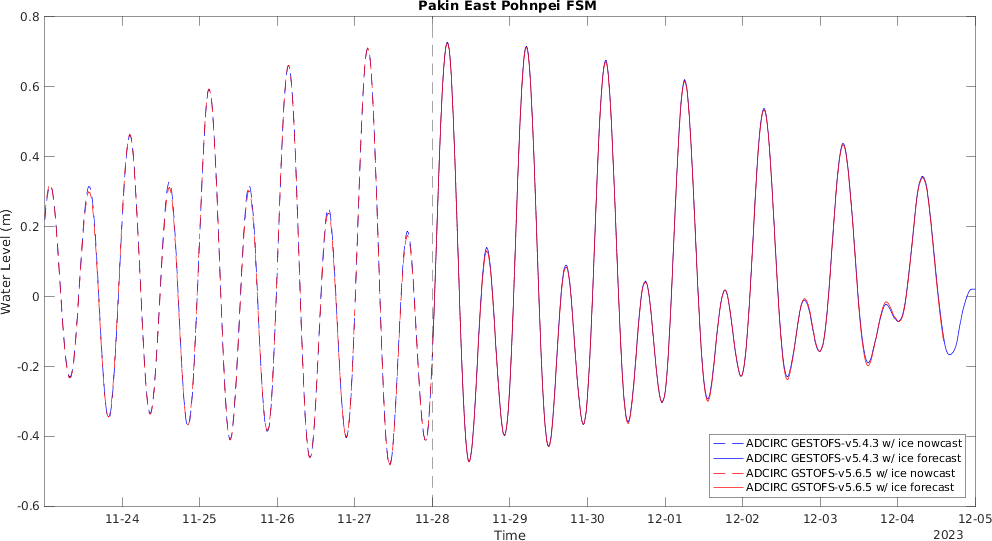 Pakin East Pohnpei FSM
0.8
0.6
0.4
0.2
0
-0.2
-0.4
-0.6
Water Level (m)
ADCIRC GESTOFS-v5.4.3 w/ ice nowcast
ADCIRC GESTOFS-v5.4.3 w/ ice forecast
ADCIRC GSTOFS-v5.6.5 w/ ice nowcast
ADCIRC GSTOFS-v5.6.5 w/ ice forecast
11-24 11-25 11-26 11-27 11-28 11-29 11-30 12-01 12-02 12-03 12-04 12-05
Time
2023